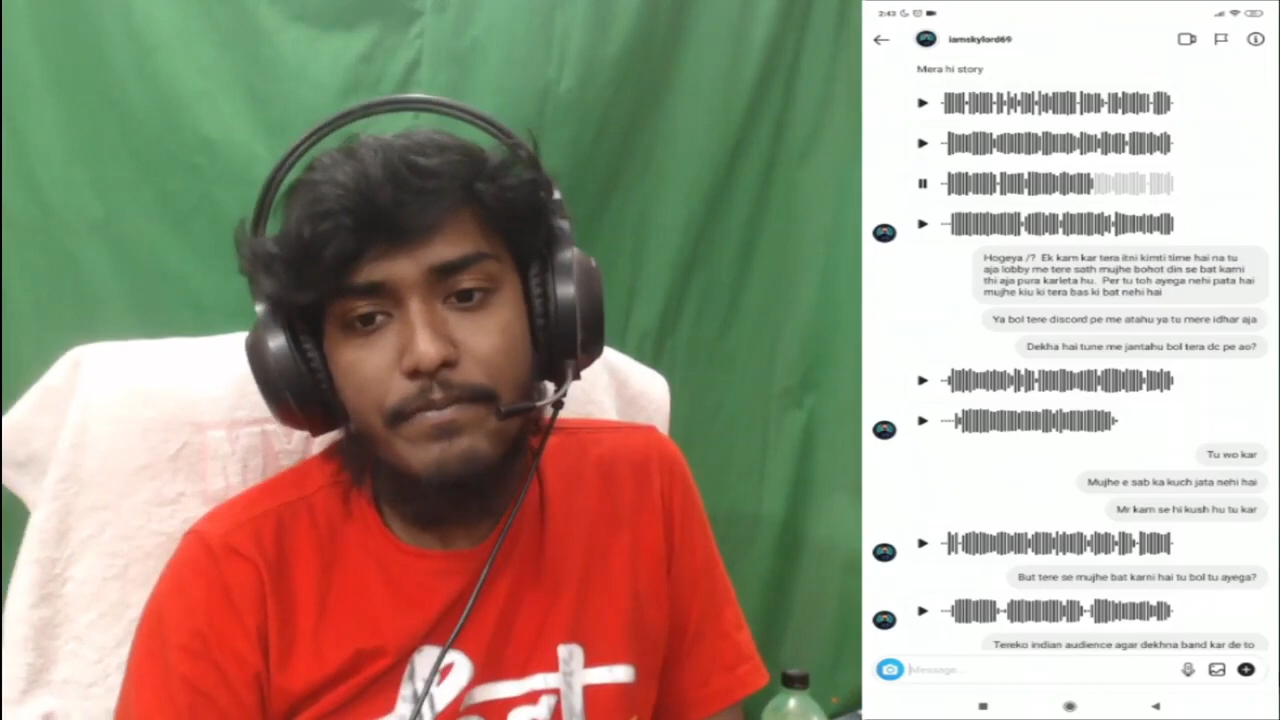 2:43
iamskylord69
Mera hi story
Hogeya /? Ek kam kar tera itni kimti time hai na tu
aja lobby me tere sath mujhe bohot din se bat karni
thi aja pura karleta hu. Per tu toh ayega nehi pata hai
mujhe kiu ki tera bas ki bat nehi hai
Ya bol tere discord pe me atahu ya tu mere idhar aja
Dekha hai tune me jantahu bol tera dc pe ao?
Tu wo kar
Mujhe e sab ka kuch jata nehi hai
Mr kam se hi kush hu tu kar
But tere se mujhe bat karni hai tu bol tu ayega?
Tereko indian audience agar dekhna band kar de to
Message...